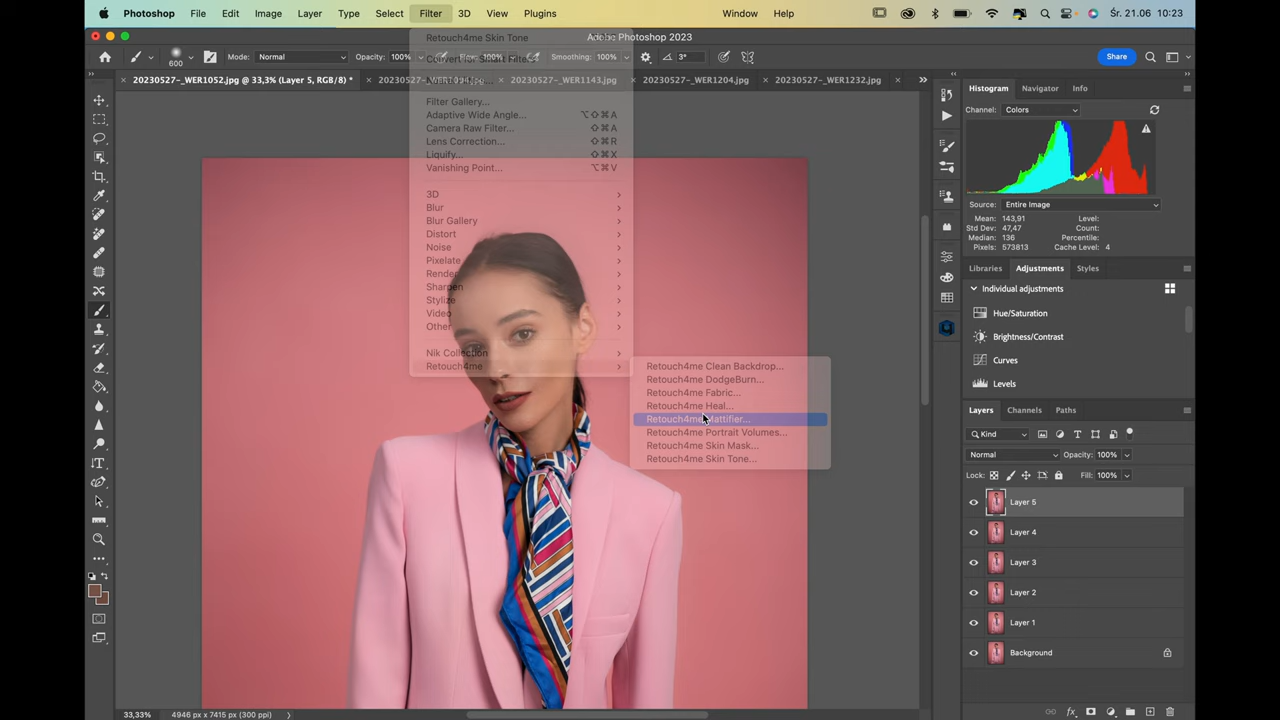 Photoshop File Edit Image Layer Type Select Filter 3D View Plugins Window Help Śr. 21.06 10:23
Adobe Photoshop 2023
600 Mode: Normal Opacity: 100% Flow: 100% Smoothing: 100% 3° Share
20230527-_WER1052.jpg @ 33,3% (Layer 5, RGB/8) * 20230527-_WER1094.jpg 20230527-_WER1143.jpg 20230527-_WER1204.jpg 20230527-_WER1232.jpg
Retouch4me Skin Tone
Convert for Smart Filters
Filter Gallery...
Adaptive Wide Angle... ⌥⇧⌘A
Camera Raw Filter... ⇧⌘A
Lens Correction... ⇧⌘R
Liquify... ⇧⌘X
Vanishing Point... ⌥⌘V
3D
Blur
Blur Gallery
Distort
Noise
Pixelate
Render
Sharpen
Stylize
Video
Other
Nik Collection
Retouch4me
Retouch4me Clean Backdrop...
Retouch4me DodgeBurn...
Retouch4me Fabric...
Retouch4me Heal...
Retouch4me Mattifier...
Retouch4me Portrait Volumes...
Retouch4me Skin Mask...
Retouch4me Skin Tone...
Histogram Navigator Info
Channel: Colors
Source: Entire Image
Mean: 143,91 Level:
Std Dev: 47,47 Count:
Median: 136 Percentile:
Pixels: 573813 Cache Level: 4
Libraries Adjustments Styles
Individual adjustments
Hue/Saturation
Brightness/Contrast
Curves
Levels
Layers Channels Paths
Kind
Normal Opacity: 100%
Lock: Fill: 100%
Layer 5
Layer 4
Layer 3
Layer 2
Layer 1
Background
33,33% 4946 px x 7415 px (300 ppi)